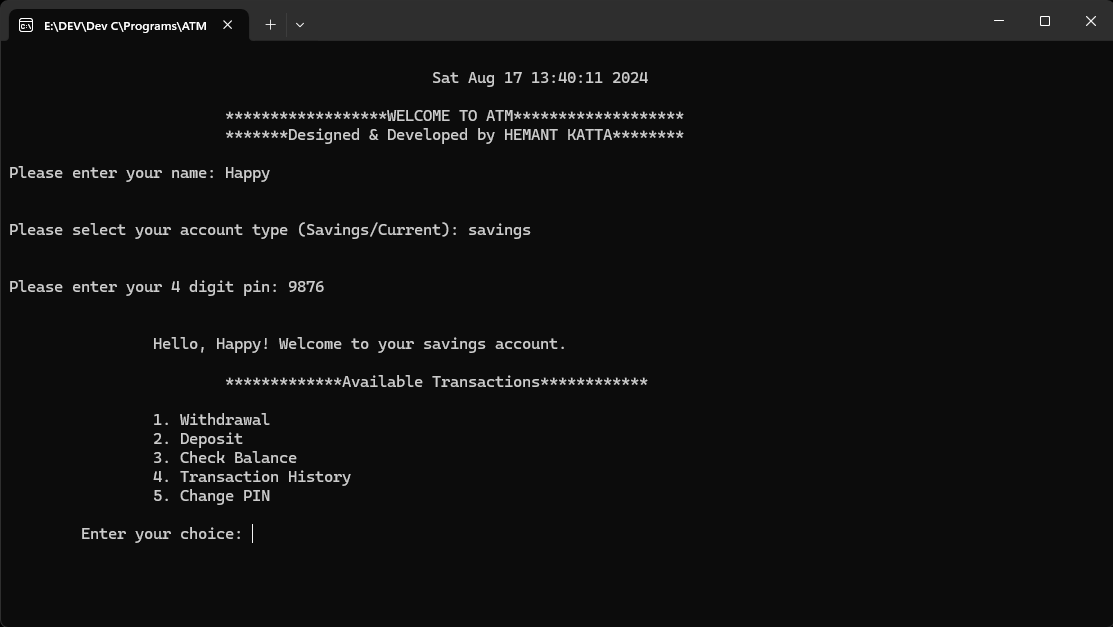 E:\DEV\Dev C\Programs\ATM
Sat Aug 17 13:40:11 2024
******************WELCOME TO ATM*******************
*******Designed & Developed by HEMANT KATTA********
Please enter your name: Happy
Please select your account type (Savings/Current): savings
Please enter your 4 digit pin: 9876
Hello, Happy! Welcome to your savings account.
*************Available Transactions************
1. Withdrawal
2. Deposit
3. Check Balance
4. Transaction History
5. Change PIN
Enter your choice: